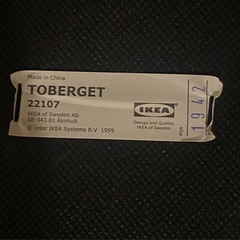 Made in China
TOBERGET
22107
IKEA of Sweden AB
SE-343 81 Älmhult
© Inter IKEA Systems B.V 1999
IKEA
Design and Quality
IKEA of Sweden
1942